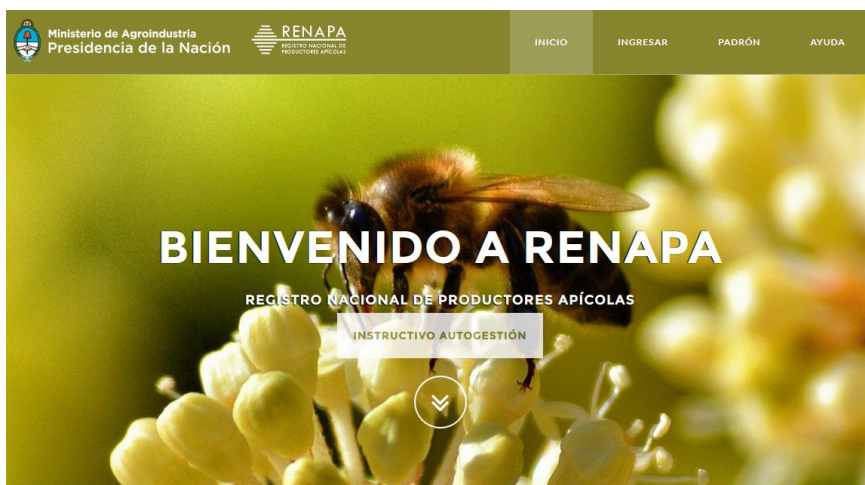 Ministerio de Agroindustria
Presidencia de la Nación
RENAPA
REGISTRO NACIONAL DE
PRODUCTORES APÍCOLAS
INICIO
INGRESAR
PADRÓN
AYUDA
BIENVENIDO A RENAPA
REGISTRO NACIONAL DE PRODUCTORES APÍCOLAS
INSTRUCTIVO AUTOGESTIÓN